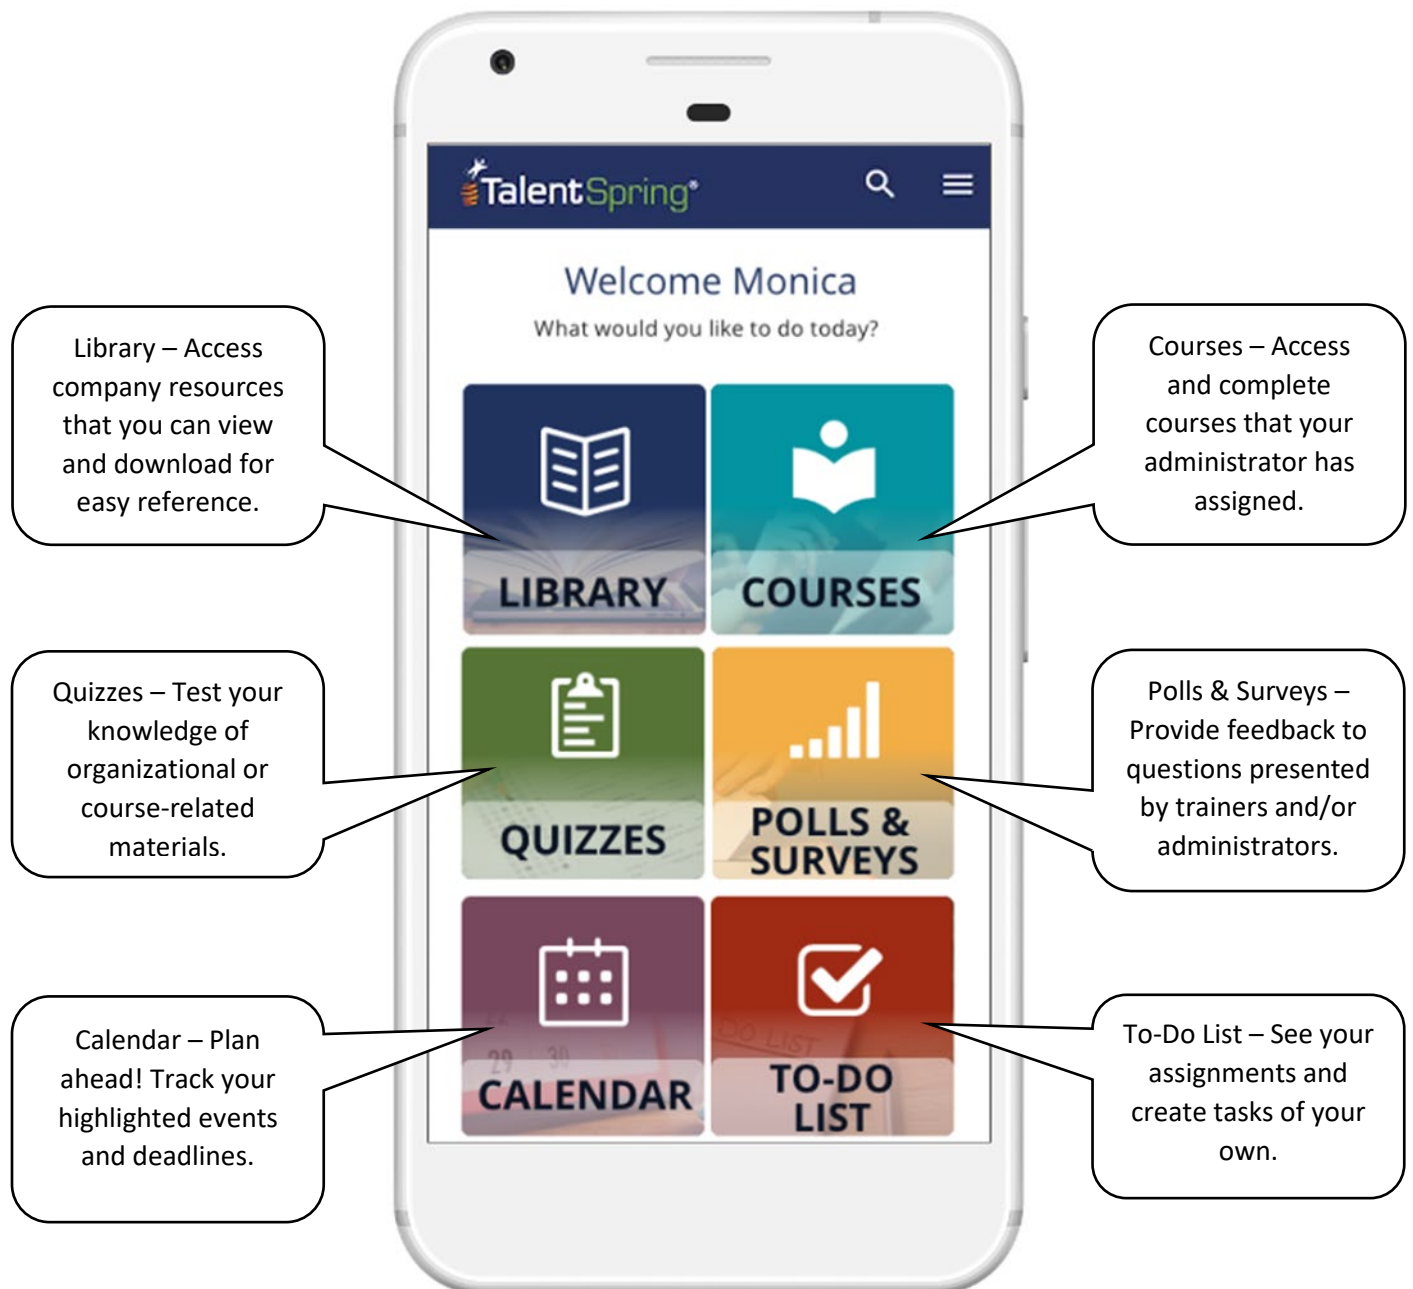 TalentSpring®
Welcome Monica
What would you like to do today?
Library – Access
company resources
that you can view
and download for
easy reference.
Courses – Access
and complete
courses that your
administrator has
assigned.
LIBRARY
COURSES
Quizzes – Test your
knowledge of
organizational or
course-related
materials.
Polls & Surveys –
Provide feedback to
questions presented
by trainers and/or
administrators.
QUIZZES
POLLS &
SURVEYS
Calendar – Plan
ahead! Track your
highlighted events
and deadlines.
To-Do List – See your
assignments and
create tasks of your
own.
29 30
DO LIST
CALENDAR
TO-DO
LIST